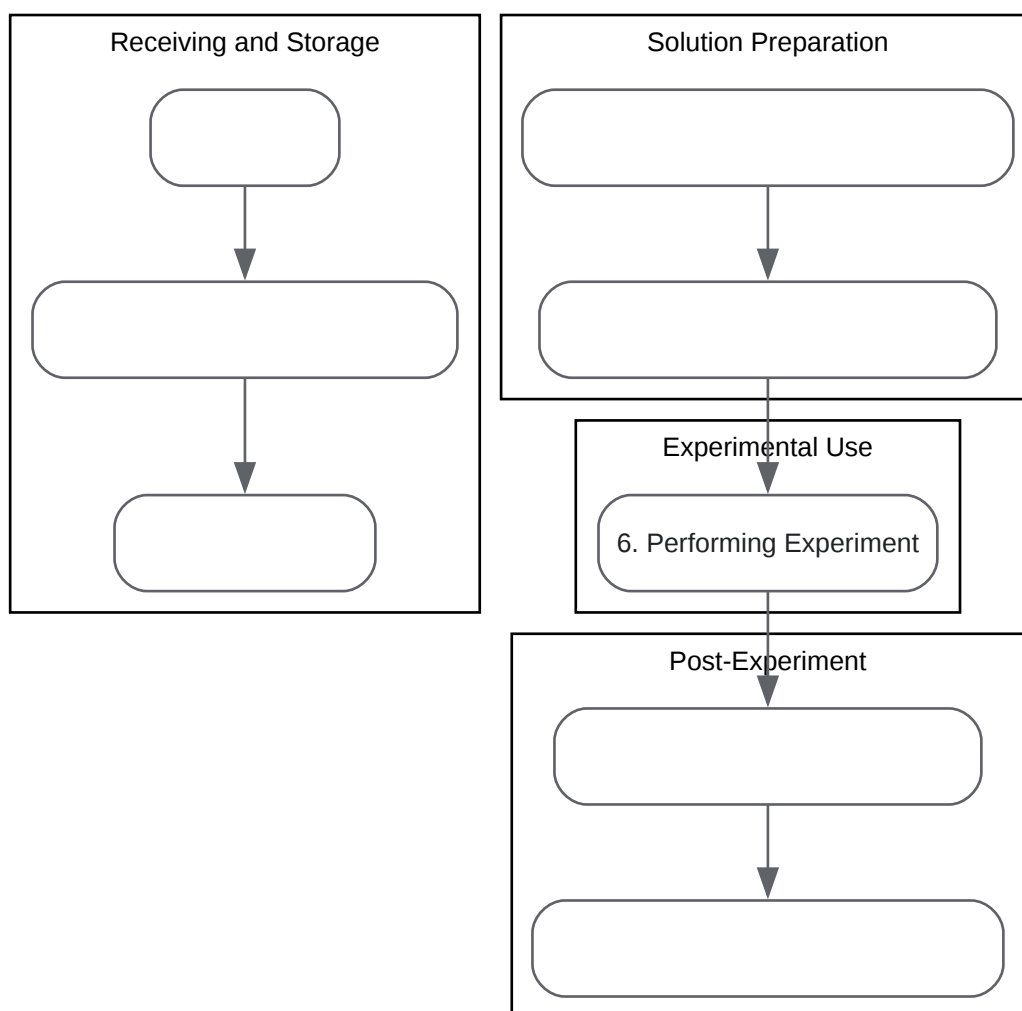 Receiving and Storage
Solution Preparation
Experimental Use
6. Performing Experiment
Post-Experiment